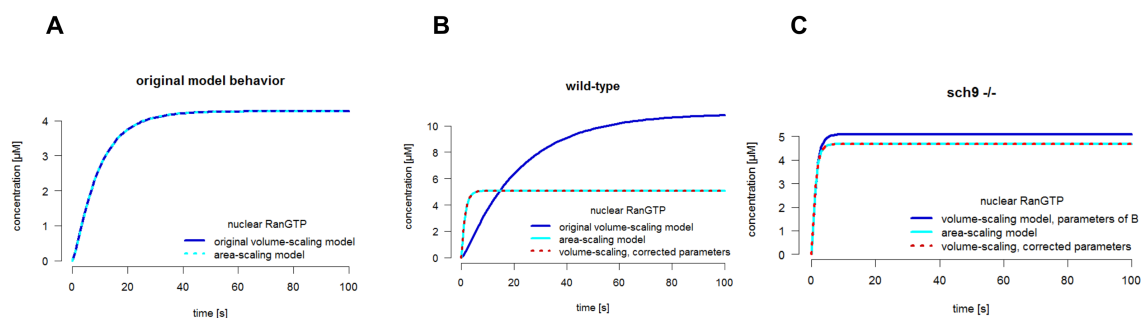 A
original model behavior
concentration [µM]
4
3
2
1
0
nuclear RanGTP
original volume-scaling model
area-scaling model
0 20 40 60 80 100
time [s]
B
wild-type
concentration [µM]
10
8
6
4
2
0
nuclear RanGTP
original volume-scaling model
area-scaling model
volume-scaling, corrected parameters
0 20 40 60 80 100
time [s]
C
sch9 -/-
concentration [µM]
5
4
3
2
1
0
nuclear RanGTP
volume-scaling model, parameters of B
area-scaling model
volume-scaling, corrected parameters
0 20 40 60 80 100
time [s]